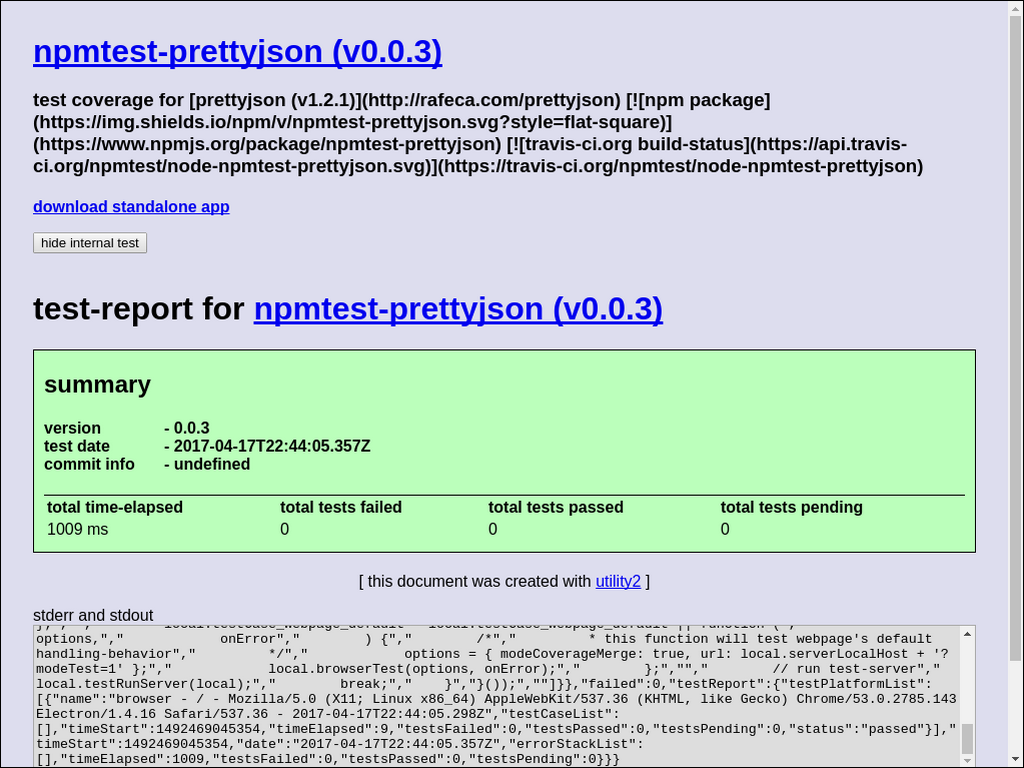 npmtest-prettyjson (v0.0.3)
test coverage for [prettyjson (v1.2.1)](http://rafeca.com/prettyjson) [![npm package]
(https://img.shields.io/npm/v/npmtest-prettyjson.svg?style=flat-square)]
(https://www.npmjs.org/package/npmtest-prettyjson) [![travis-ci.org build-status](https://api.travis-
ci.org/npmtest/node-npmtest-prettyjson.svg)](https://travis-ci.org/npmtest/node-npmtest-prettyjson)
download standalone app
hide internal test
test-report for npmtest-prettyjson (v0.0.3)
summary
version - 0.0.3
test date - 2017-04-17T22:44:05.357Z
commit info - undefined
total time-elapsed total tests failed total tests passed total tests pending
1009 ms 0 0 0
[ this document was created with utility2 ]
stderr and stdout
options,","            onError","        ) {","        /*","         * this function will test webpage's default
handling-behavior","         */","            options = { modeCoverageMerge: true, url: local.serverLocalHost + '?
modeTest=1' };","            local.browserTest(options, onError);","        };","","        // run test-server","
local.testRunServer(local);","        break;","    }","}());",""]}},"failed":0,"testReport":{"testPlatformList":
[{"name":"browser - / - Mozilla/5.0 (X11; Linux x86_64) AppleWebKit/537.36 (KHTML, like Gecko) Chrome/53.0.2785.143
Electron/1.4.16 Safari/537.36 - 2017-04-17T22:44:05.298Z","testCaseList":
[],"timeStart":1492469045354,"timeElapsed":9,"testsFailed":0,"testsPassed":0,"testsPending":0,"status":"passed"}],"
timeStart":1492469045354,"date":"2017-04-17T22:44:05.357Z","errorStackList":
[],"timeElapsed":1009,"testsFailed":0,"testsPassed":0,"testsPending":0}}}